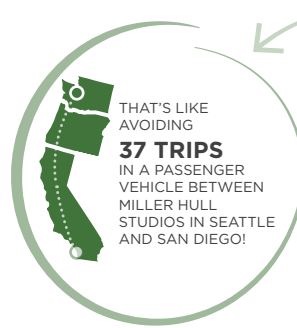 THAT'S LIKE
AVOIDING
37 TRIPS
IN A PASSENGER
VEHICLE BETWEEN
MILLER HULL
STUDIOS IN SEATTLE
AND SAN DIEGO!